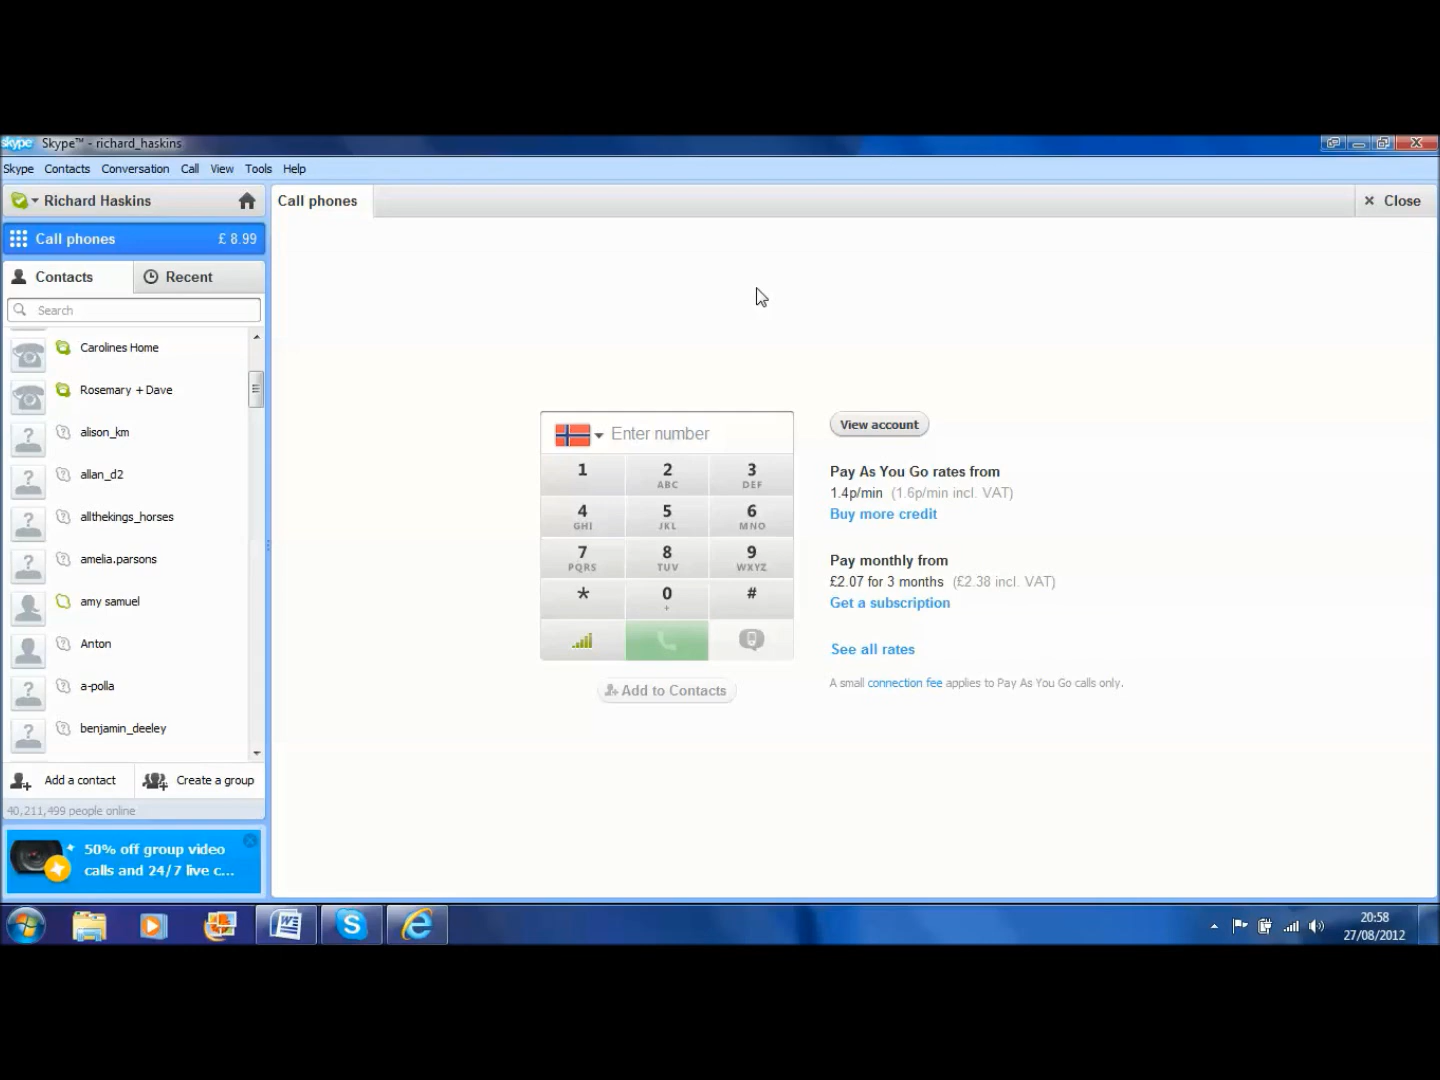 skype Skype™ - richard_haskins
Skype Contacts Conversation Call View Tools Help
Richard Haskins
Call phones
Close
Call phones £ 8.99
Contacts Recent
Search
Carolines Home
Rosemary + Dave
alison_km
allan_d2
allthekings_horses
amelia.parsons
amy samuel
Anton
a-polla
benjamin_deeley
Add a contact Create a group
40,211,499 people online
50% off group video
calls and 24/7 live c...
Enter number
1 2 3
ABC DEF
4 5 6
GHI JKL MNO
7 8 9
PQRS TUV WXYZ
* 0 #
+
Add to Contacts
View account
Pay As You Go rates from
1.4p/min (1.6p/min incl. VAT)
Buy more credit
Pay monthly from
£2.07 for 3 months (£2.38 incl. VAT)
Get a subscription
See all rates
A small connection fee applies to Pay As You Go calls only.
20:58
27/08/2012